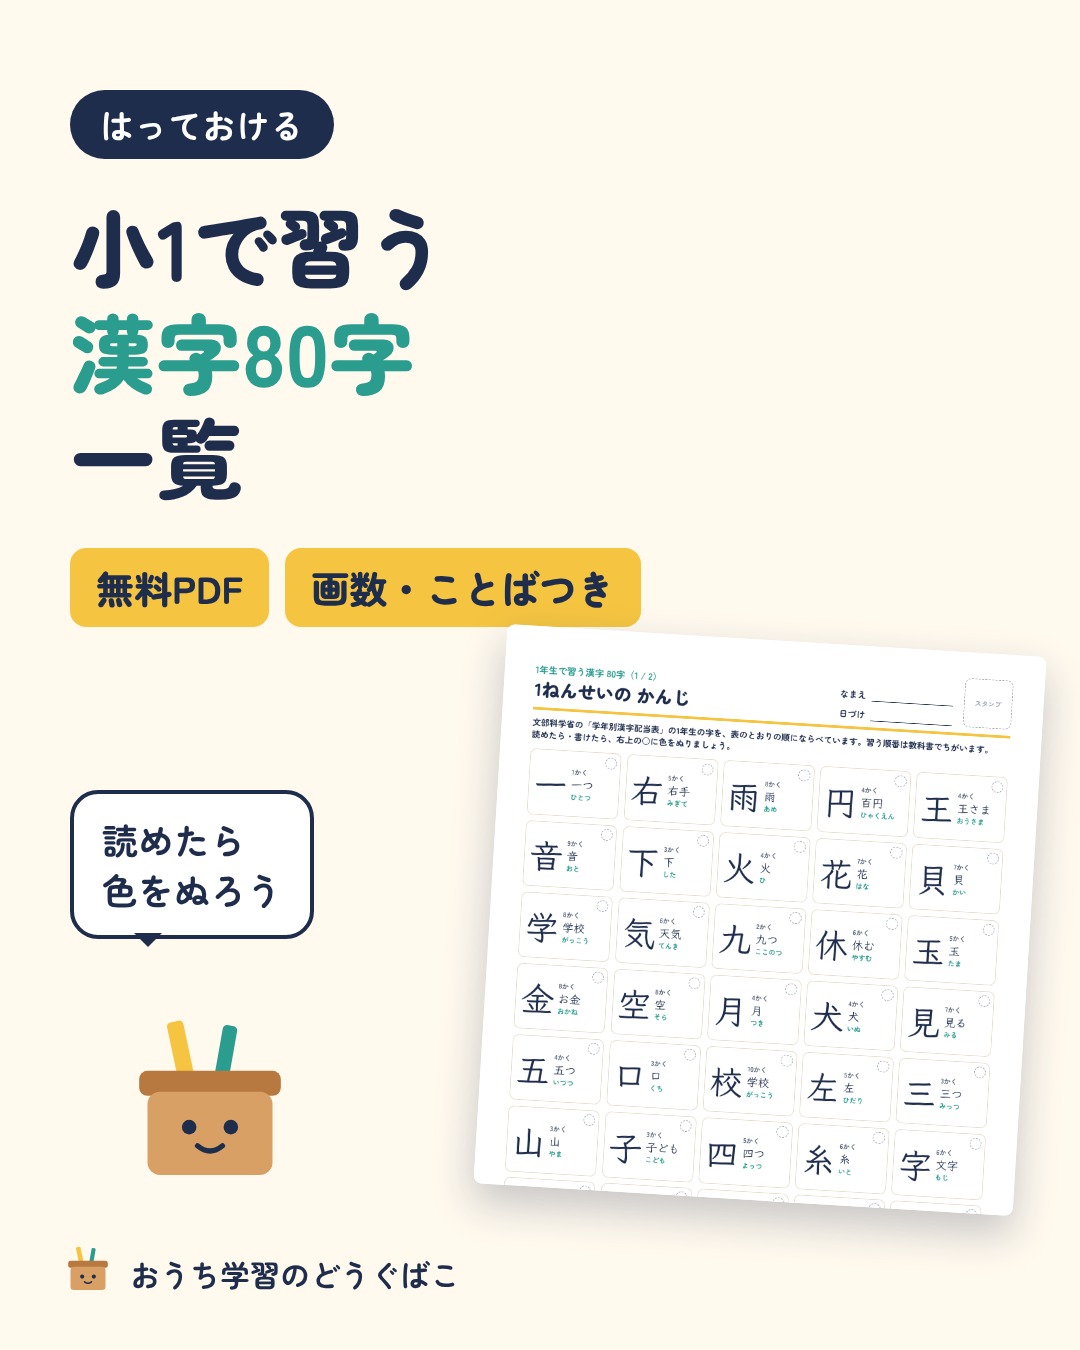 はっておける
小1で習う
漢字80字
一覧
無料PDF
画数・ことばつき
1年生で習う漢字 80字（1 / 2）
1ねんせいの かんじ
なまえ
日づけ
スタンプ
文部科学省の「学年別漢字配当表」の1年生の字を、表のとおりの順にならべています。習う順番は教科書でちがいます。
読めたら・書けたら、右上の○に色をぬりましょう。
一 1かく 一つ ひとつ
右 5かく 右手 みぎて
雨 8かく 雨 あめ
円 4かく 百円 ひゃくえん
王 4かく 王さま おうさま
音 9かく 音 おと
下 3かく 下 した
火 4かく 火 ひ
花 7かく 花 はな
貝 7かく 貝 かい
学 8かく 学校 がっこう
気 6かく 天気 てんき
九 2かく 九つ ここのつ
休 6かく 休む やすむ
玉 5かく 玉 たま
金 8かく お金 おかね
空 8かく 空 そら
月 4かく 月 つき
犬 4かく 犬 いぬ
見 7かく 見る みる
五 4かく 五つ いつつ
口 3かく 口 くち
校 10かく 学校 がっこう
左 5かく 左 ひだり
三 3かく 三つ みっつ
山 3かく 山 やま
子 3かく 子ども こども
四 5かく 四つ よっつ
糸 6かく 糸 いと
字 6かく 文字 もじ
読めたら
色をぬろう
おうち学習のどうぐばこ